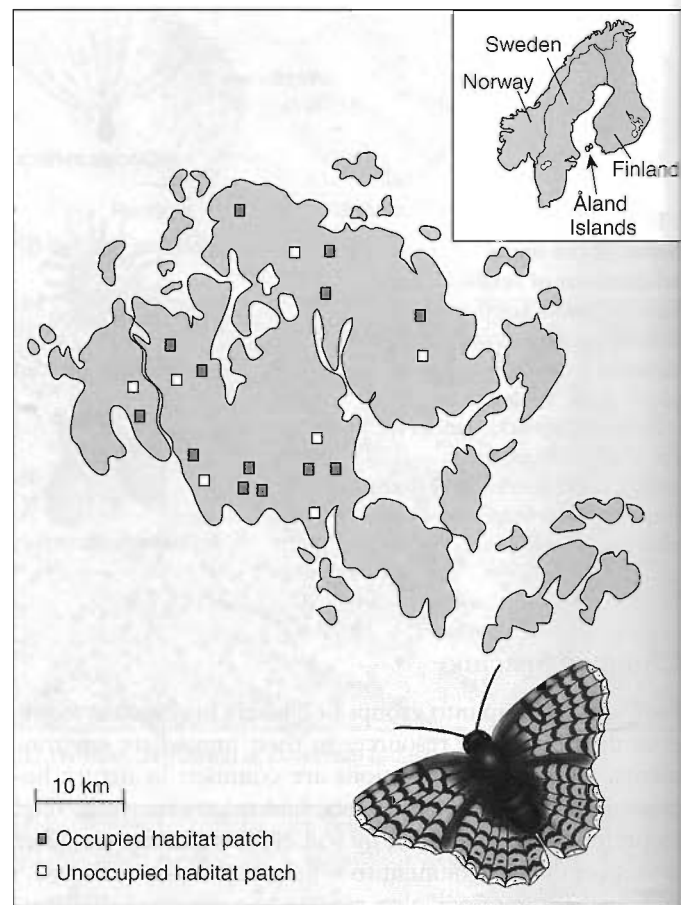 Sweden
Norway
Finland
Åland
Islands
10 km
Occupied habitat patch
Unoccupied habitat patch